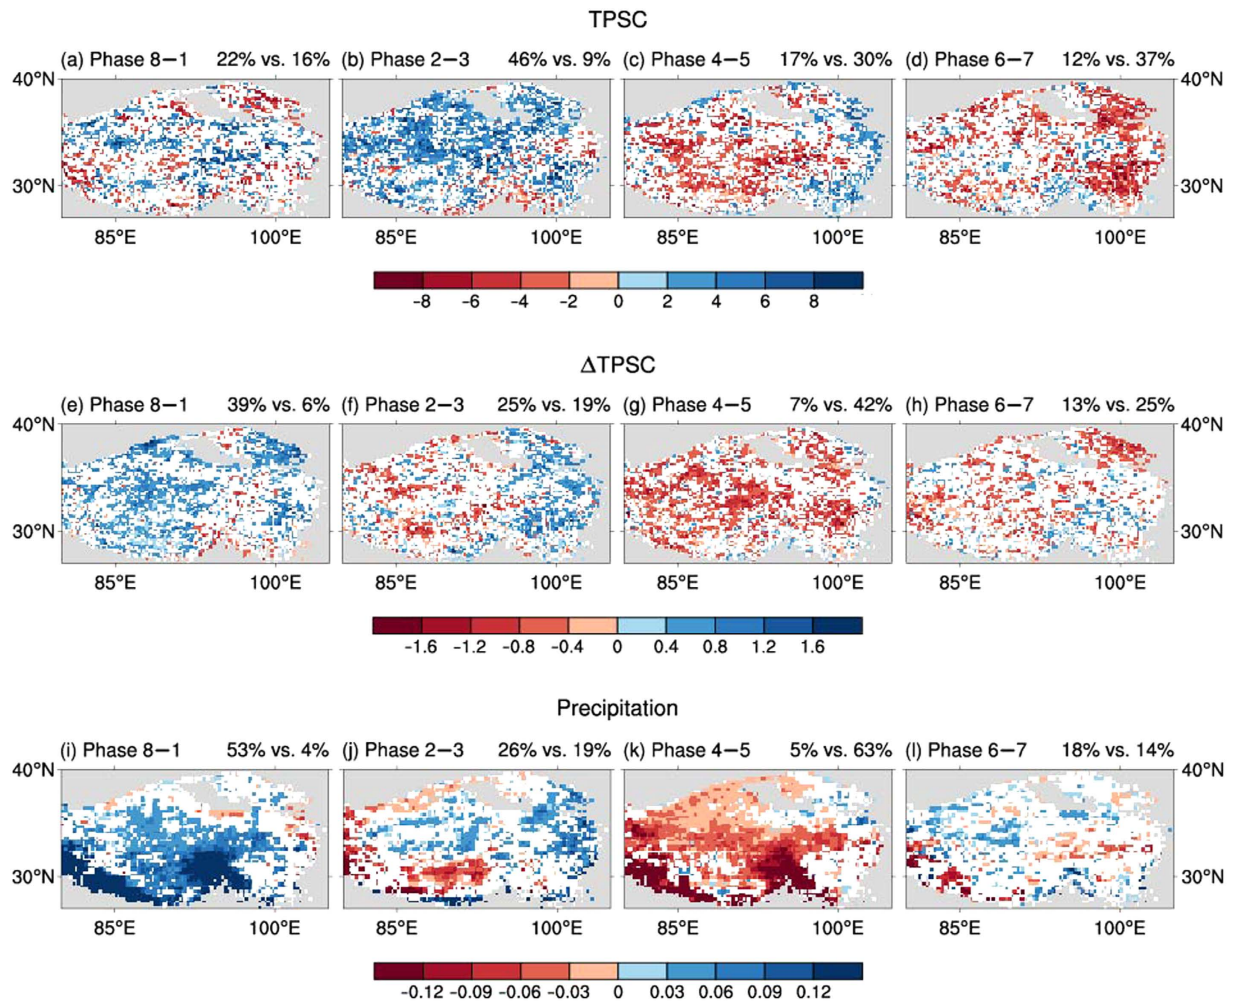 TPSC
(a) Phase 8−1 22% vs. 16% (b) Phase 2−3 46% vs. 9% (c) Phase 4−5 17% vs. 30% (d) Phase 6−7 12% vs. 37%
40°N 40°N
30°N 30°N
85°E 100°E 85°E 100°E 85°E 100°E 85°E 100°E
-8 -6 -4 -2 0 2 4 6 8
ΔTPSC
(e) Phase 8−1 39% vs. 6% (f) Phase 2−3 25% vs. 19% (g) Phase 4−5 7% vs. 42% (h) Phase 6−7 13% vs. 25%
40°N 40°N
30°N 30°N
85°E 100°E 85°E 100°E 85°E 100°E 85°E 100°E
-1.6 -1.2 -0.8 -0.4 0 0.4 0.8 1.2 1.6
Precipitation
(i) Phase 8−1 53% vs. 4% (j) Phase 2−3 26% vs. 19% (k) Phase 4−5 5% vs. 63% (l) Phase 6−7 18% vs. 14%
40°N 40°N
30°N 30°N
85°E 100°E 85°E 100°E 85°E 100°E 85°E 100°E
-0.12 -0.09 -0.06 -0.03 0 0.03 0.06 0.09 0.12